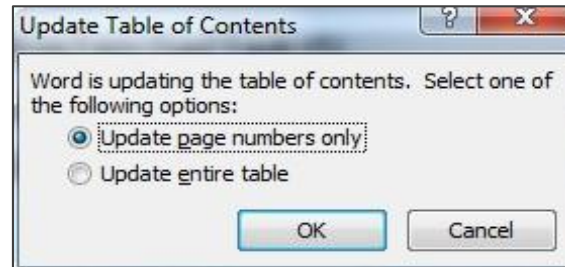 Update Table of Contents
Word is updating the table of contents. Select one of
the following options:
Update page numbers only
Update entire table
OK
Cancel